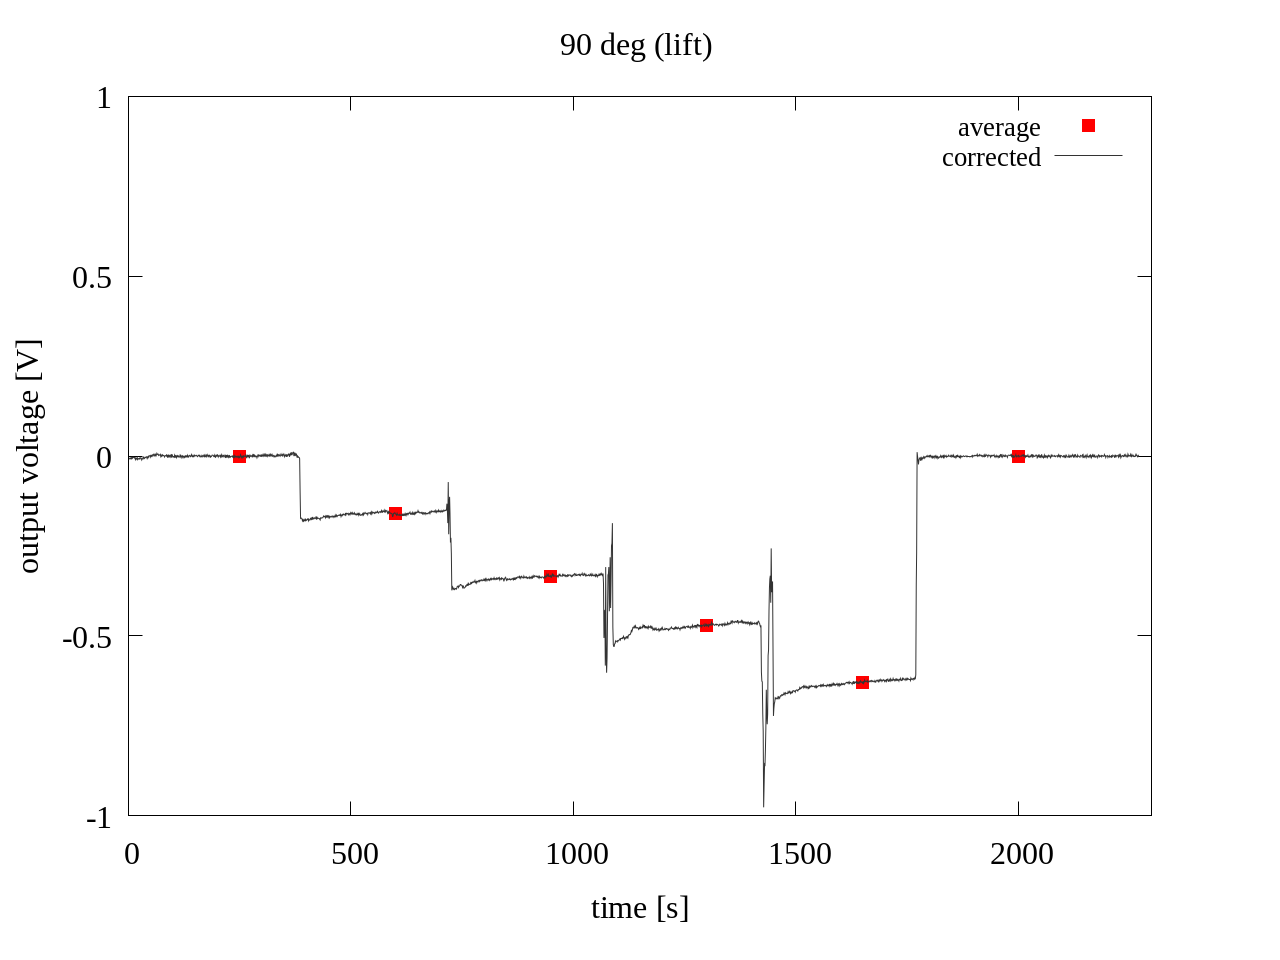 90 deg (lift)
average
corrected
1
0.5
0
-0.5
-1
output voltage [V]
0 500 1000 1500 2000
time [s]